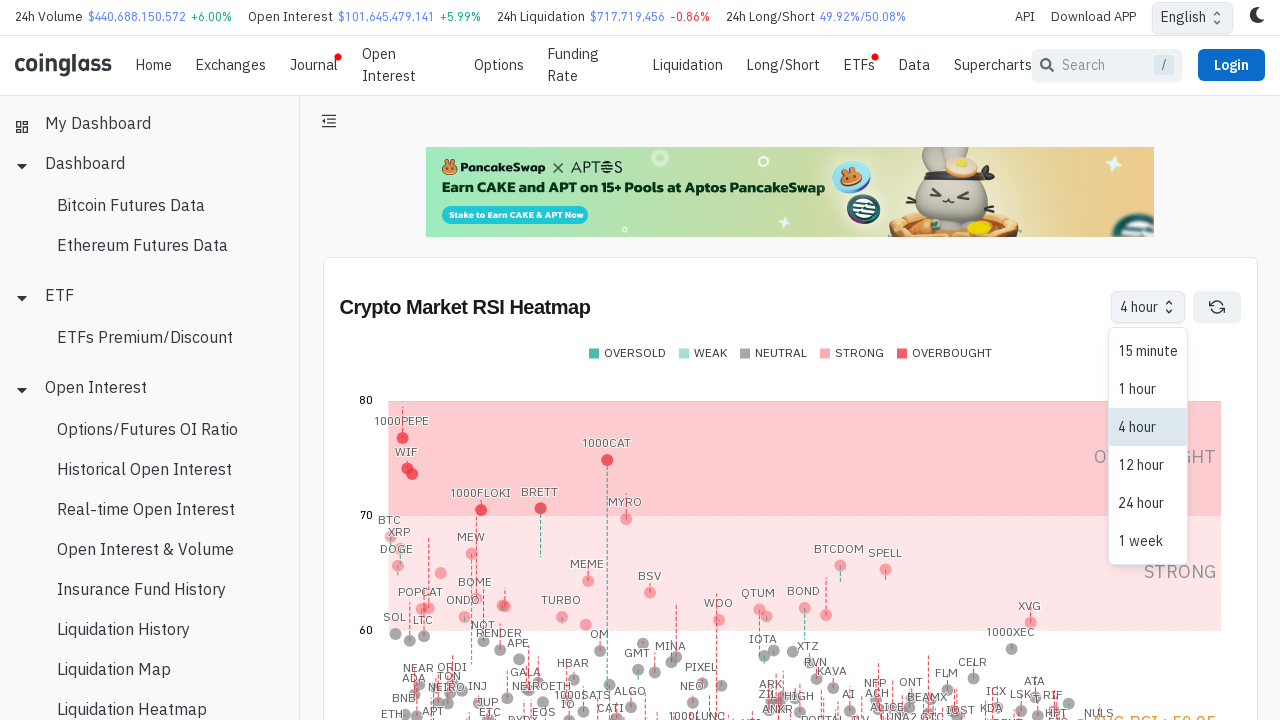 24h Volume $440,688,150,572 +6.00% Open Interest $101,645,479,141 +5.99% 24h Liquidation $717,719,456 -0.86% 24h Long/Short 49.92%/50.08% API Download APP English
coinglass Home Exchanges Journal Open Interest Options Funding Rate Liquidation Long/Short ETFs Data Supercharts Search / Login
My Dashboard
Dashboard
Bitcoin Futures Data
Ethereum Futures Data
ETF
ETFs Premium/Discount
Open Interest
Options/Futures OI Ratio
Historical Open Interest
Real-time Open Interest
Open Interest & Volume
Insurance Fund History
Liquidation History
Liquidation Map
Liquidation Heatmap
PancakeSwap × APTOS
Earn CAKE and APT on 15+ Pools at Aptos PancakeSwap
Stake to Earn CAKE & APT Now
Crypto Market RSI Heatmap
4 hour
15 minute
1 hour
4 hour
12 hour
24 hour
1 week
OVERSOLD WEAK NEUTRAL STRONG OVERBOUGHT
80
1000PEPE
1000CAT
WIF
1000FLOKI BRETT
MYRO
70
BTC
XRP
MEW
DOGE
BTCDOM
SPELL
MEME
BSV
BOME
POPCAT
ONDO
TURBO
WOO
QTUM
BOND
XVG
STRONG
SOL
LTC
NOT
60
RENDER
OM
1000XEC
APE
IOTA
XTZ
MINA
GMT
HBAR
PIXEL
RVN
CELR
NEAR
ORDI
GALA
KAVA
FLM
ADA
TON
NEIRO
INJ
NEIROETH
1000SATS
ALGO
NEO
ARK
ZIL
HIGH
NFP
ACH
AI
ONT
BEAMX
ICX
ATA
LSK
RIF
BNB
JUP
IO
ANKR
ALICE
IOST
KDA
ETH
APT
ETC
EOS
CATI
NULS